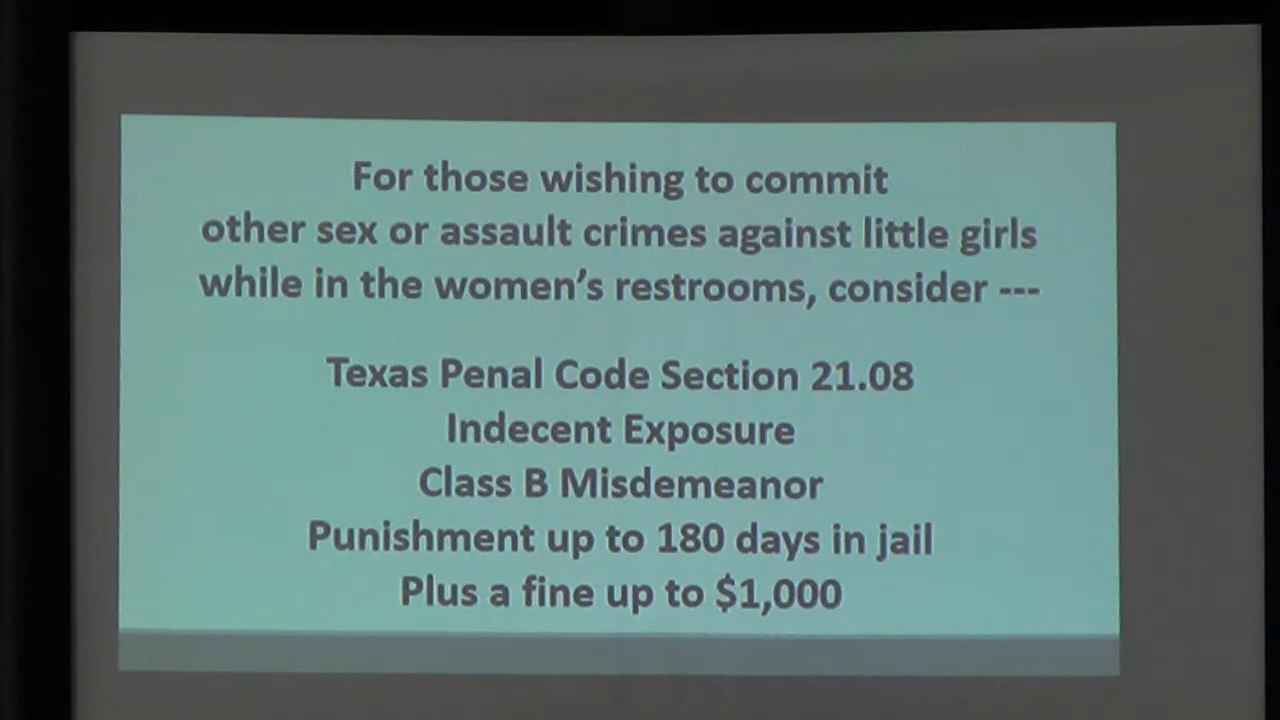 For those wishing to commit
other sex or assault crimes against little girls
while in the women's restrooms, consider ---
Texas Penal Code Section 21.08
Indecent Exposure
Class B Misdemeanor
Punishment up to 180 days in jail
Plus a fine up to $1,000